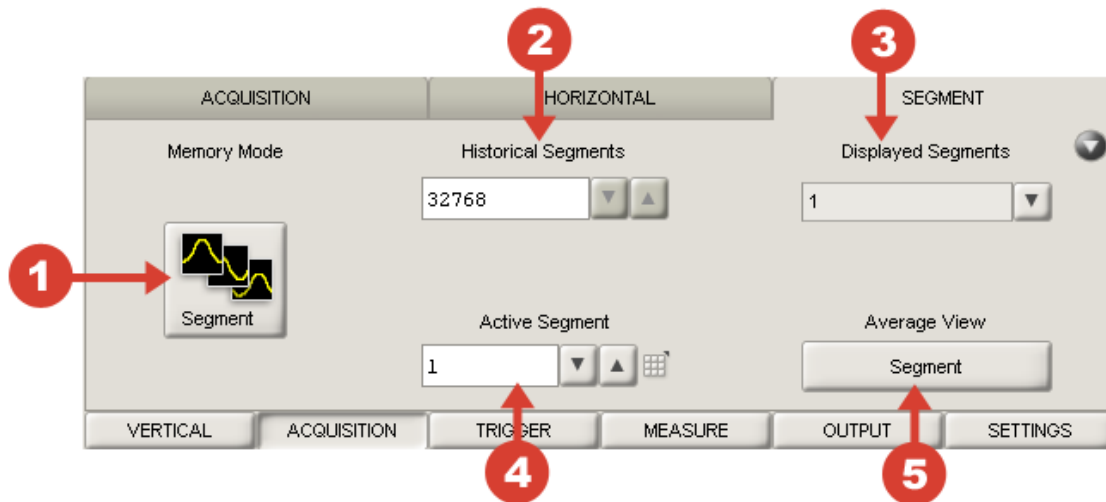 2
3
ACQUISITION
HORIZONTAL
SEGMENT
Memory Mode
Historical Segments
Displayed Segments
32768
1
1
Segment
Active Segment
Average View
1
Segment
VERTICAL
ACQUISITION
TRIGGER
MEASURE
OUTPUT
SETTINGS
4
5